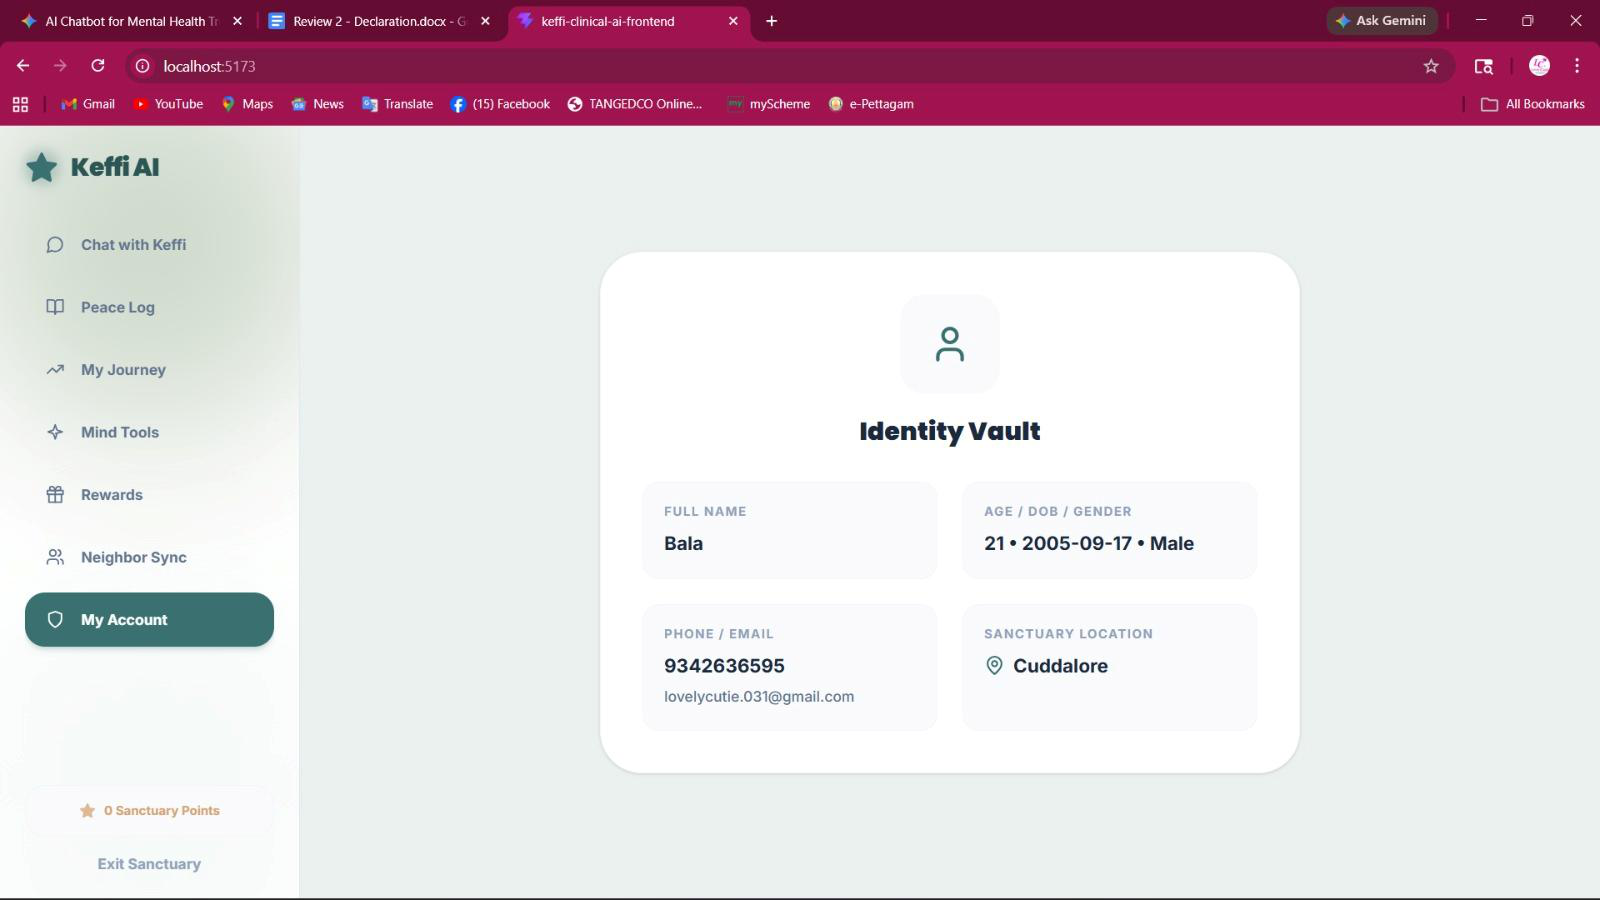 AI Chatbot for Mental Health Tr
Review 2 - Declaration.docx - G
keffi-clinical-ai-frontend
Ask Gemini
localhost:5173
Gmail
YouTube
Maps
News
Translate
(15) Facebook
TANGEDCO Online...
myScheme
e-Pettagam
All Bookmarks
Keffi AI
Chat with Keffi
Peace Log
My Journey
Mind Tools
Rewards
Neighbor Sync
My Account
0 Sanctuary Points
Exit Sanctuary
Identity Vault
FULL NAME
Bala
AGE / DOB / GENDER
21 • 2005-09-17 • Male
PHONE / EMAIL
9342636595
lovelycutie.031@gmail.com
SANCTUARY LOCATION
Cuddalore